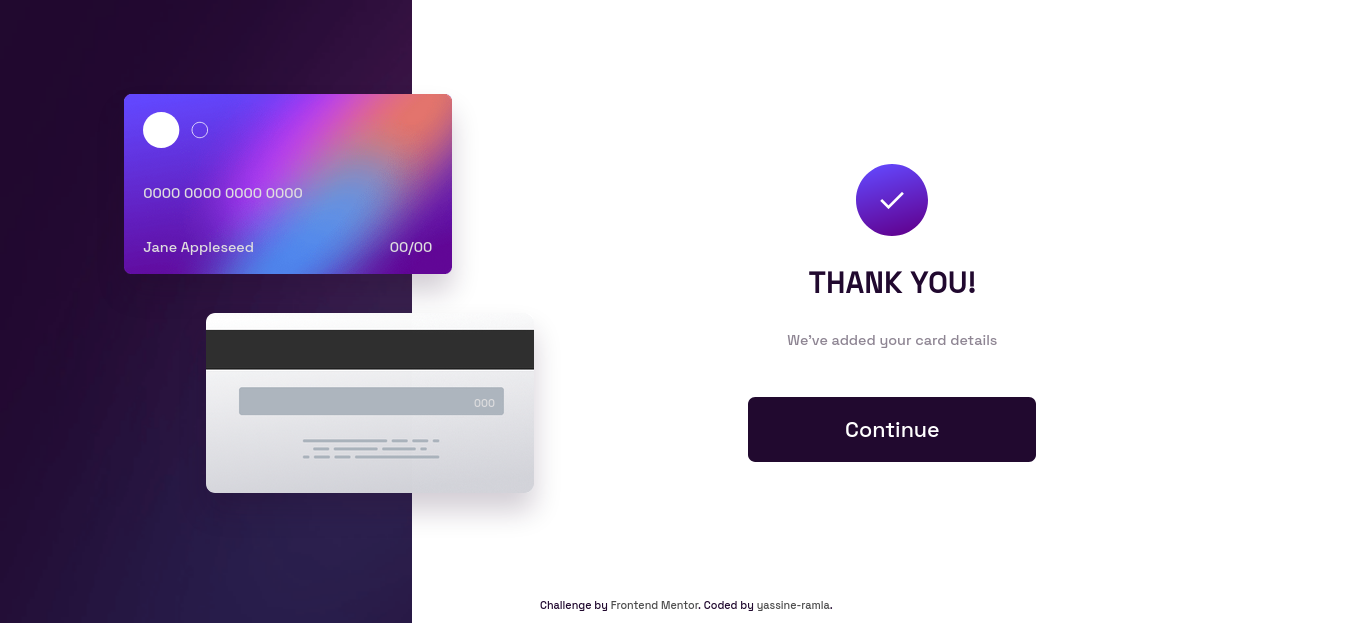 0000 0000 0000 0000
Jane Appleseed 00/00
000
THANK YOU!
We've added your card details
Continue
Challenge by Frontend Mentor. Coded by yassine-ramla.